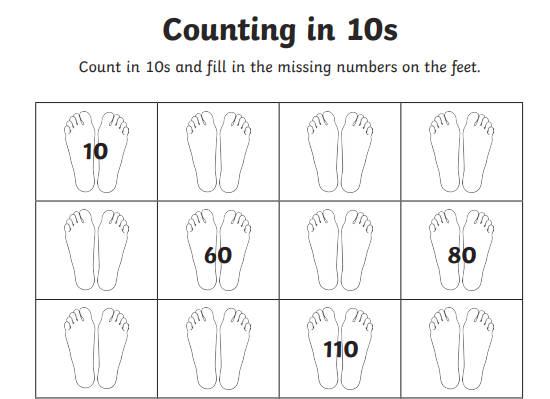 Counting in 10s
Count in 10s and fill in the missing numbers on the feet.
10
60
80
110